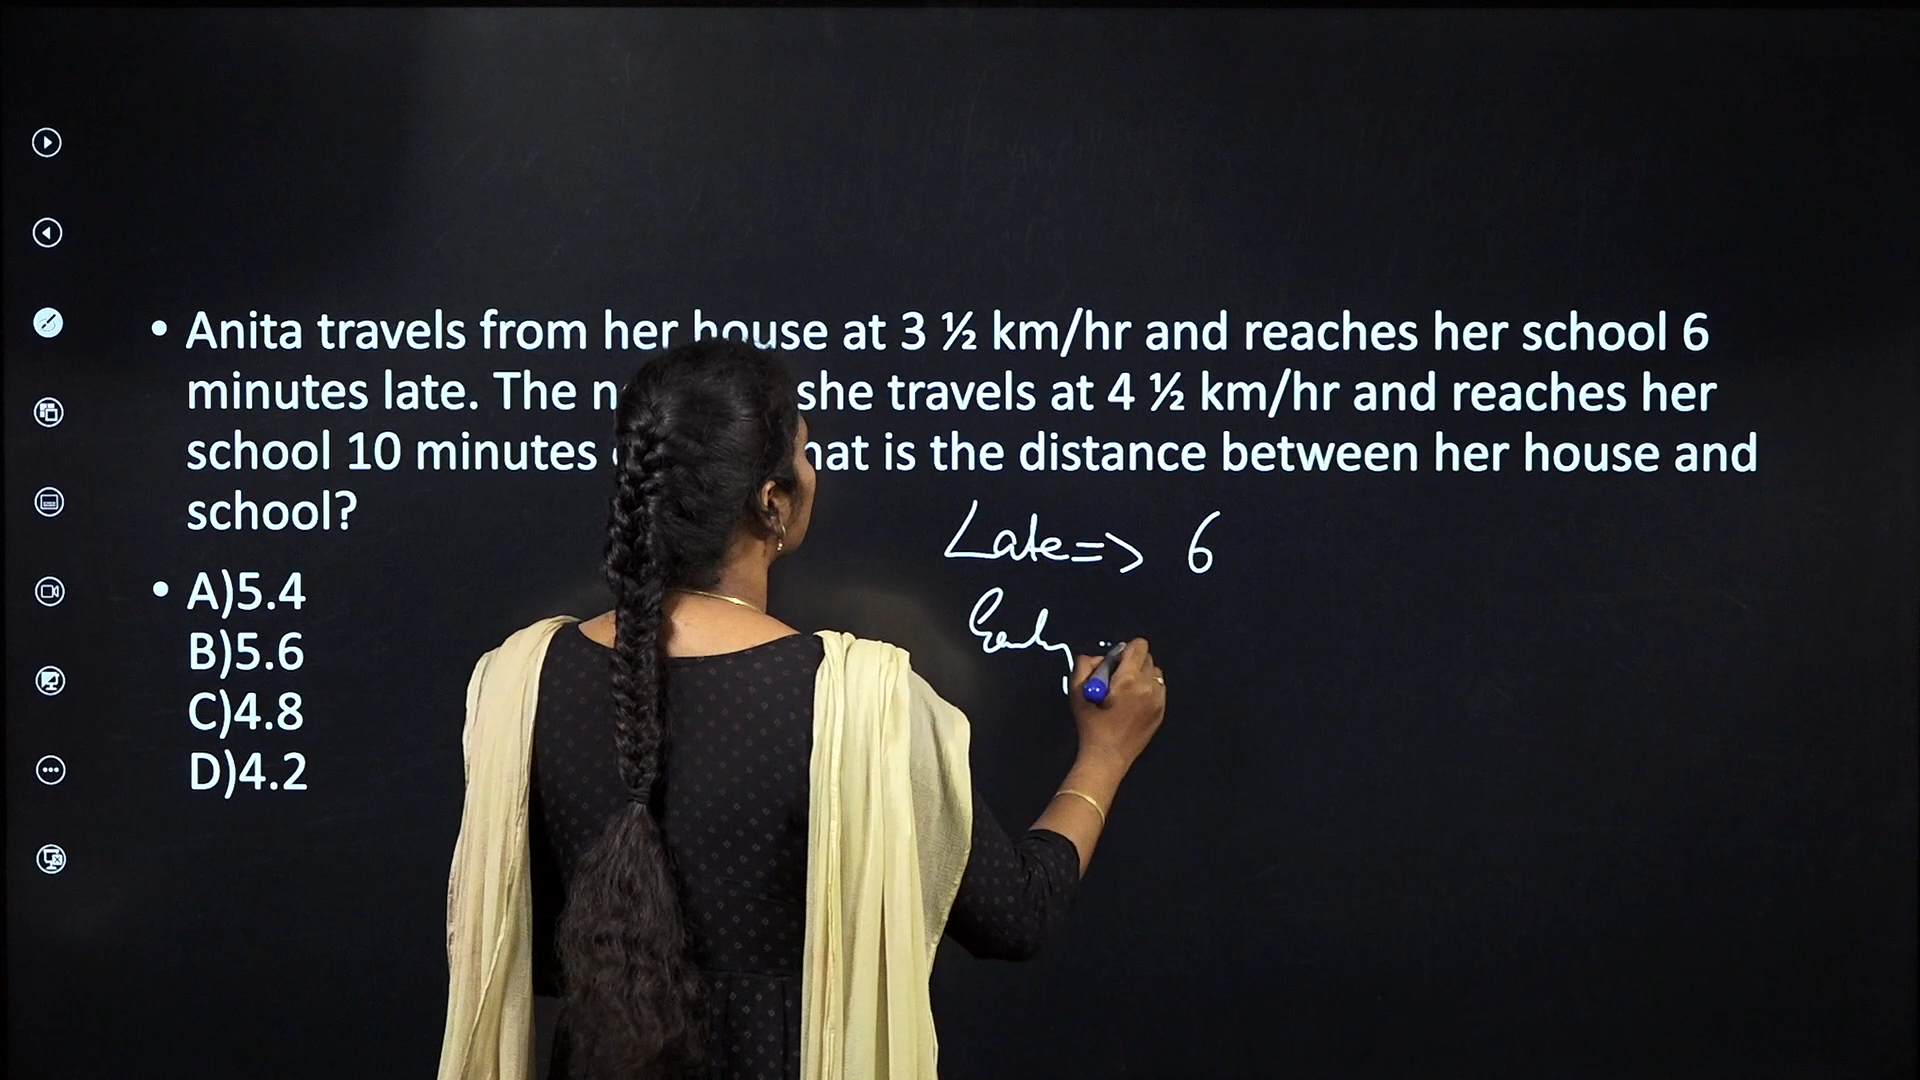 • Anita travels from her house at 3 ½ km/hr and reaches her school 6
minutes late. The she travels at 4 ½ km/hr and reaches her
school 10 minutes is the distance between her house and
school?
Late => 6
Early
• A)5.4
B)5.6
C)4.8
D)4.2